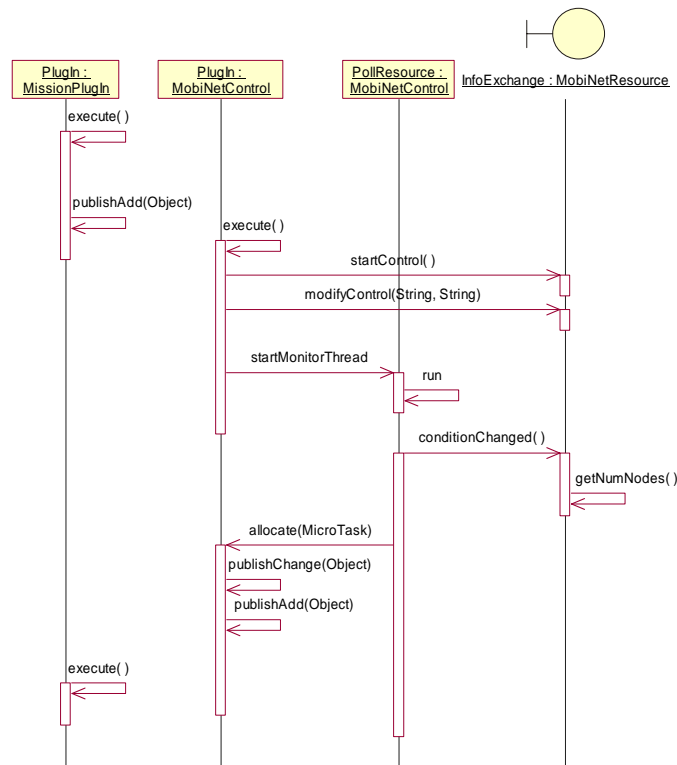 PlugIn :
MissionPlugIn
PlugIn :
MobiNetControl
PollResource :
MobiNetControl
InfoExchange : MobiNetResource
execute( )
publishAdd(Object)
execute( )
startControl( )
modifyControl(String, String)
startMonitorThread
run
conditionChanged( )
getNumNodes( )
allocate(MicroTask)
publishChange(Object)
publishAdd(Object)
execute( )